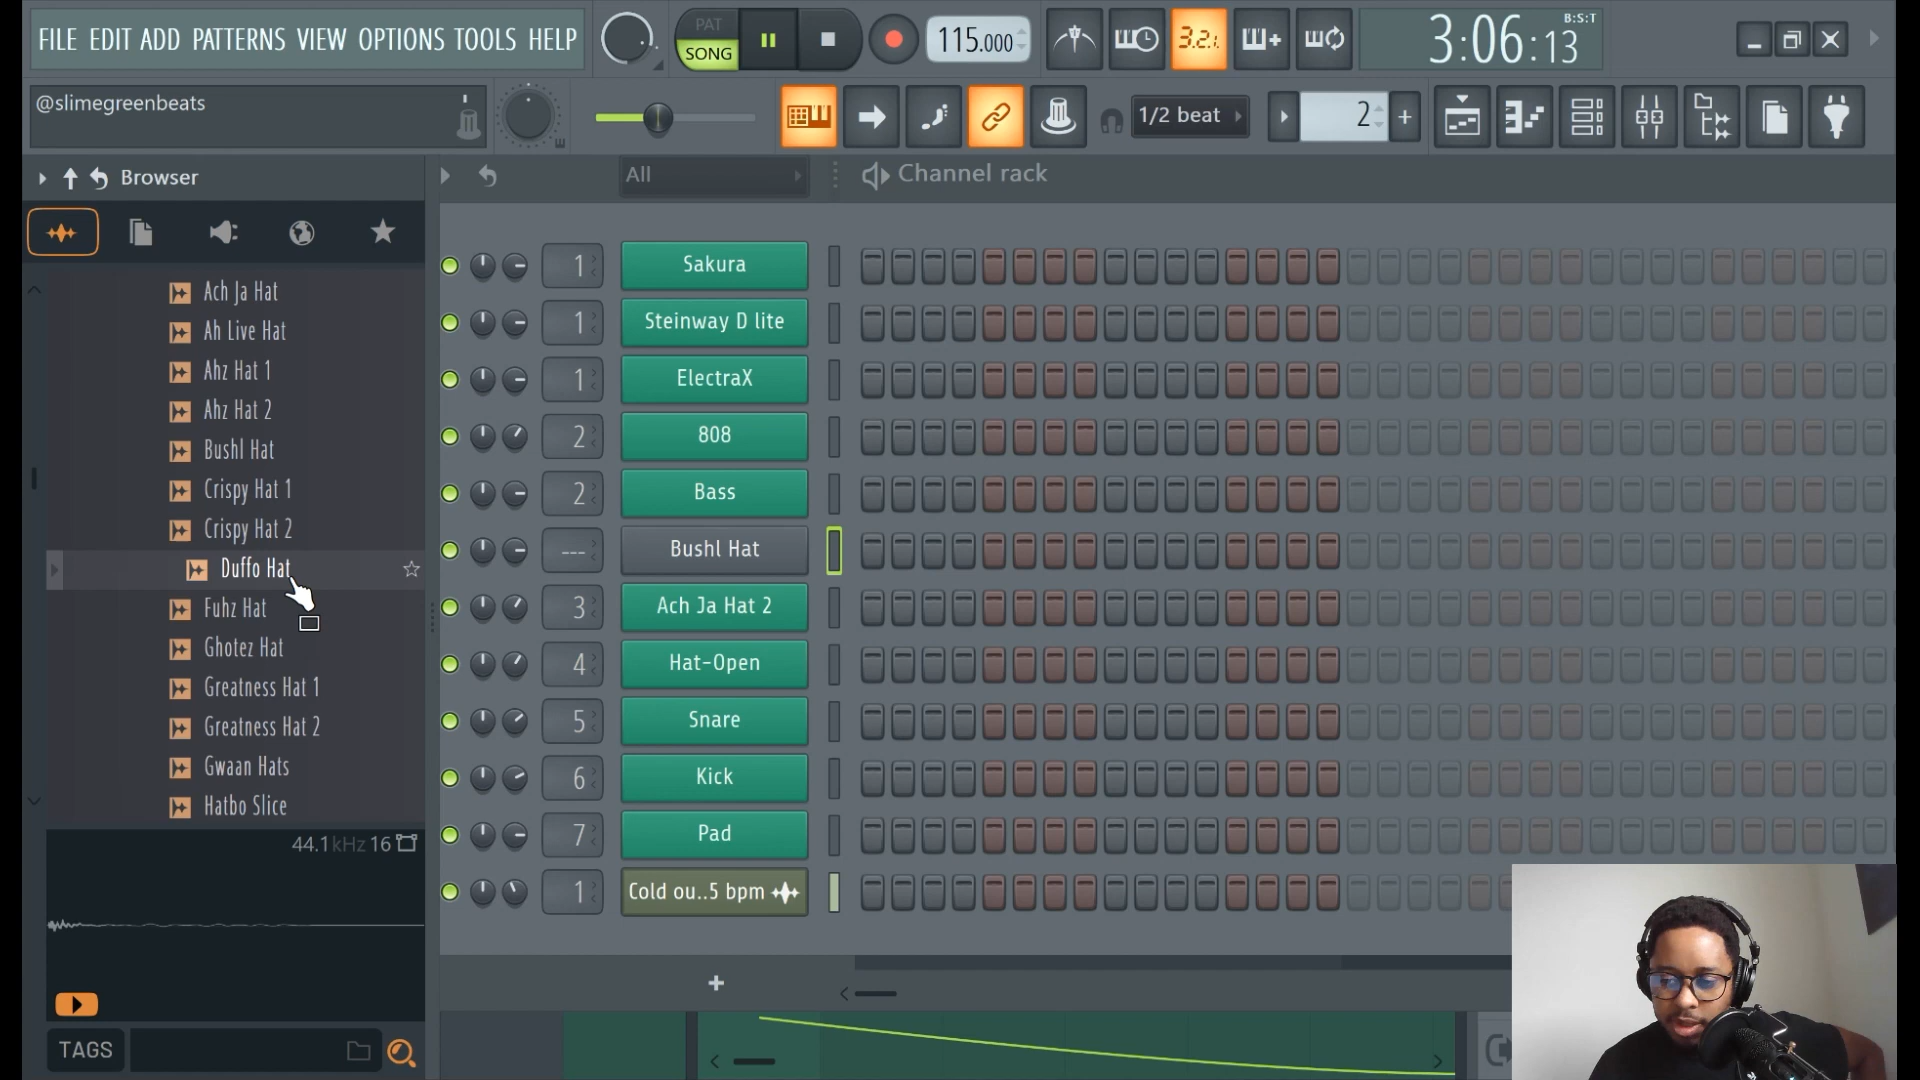 FILE EDIT ADD PATTERNS VIEW OPTIONS TOOLS HELP
PAT
SONG
115.000
3.2.1
B:S:T
3:06:13
@slimegreenbeats
1/2 beat
2
Browser
All
Channel rack
Ach Ja Hat
Ah Live Hat
Ahz Hat 1
Ahz Hat 2
Bushl Hat
Crispy Hat 1
Crispy Hat 2
Duffo Hat
Fuhz Hat
Ghotez Hat
Greatness Hat 1
Greatness Hat 2
Gwaan Hats
Hatbo Slice
1 Sakura
1 Steinway D lite
1 ElectraX
2 808
2 Bass
--- Bushl Hat
3 Ach Ja Hat 2
4 Hat-Open
5 Snare
6 Kick
7 Pad
1 Cold ou..5 bpm
44.1kHz 16
TAGS